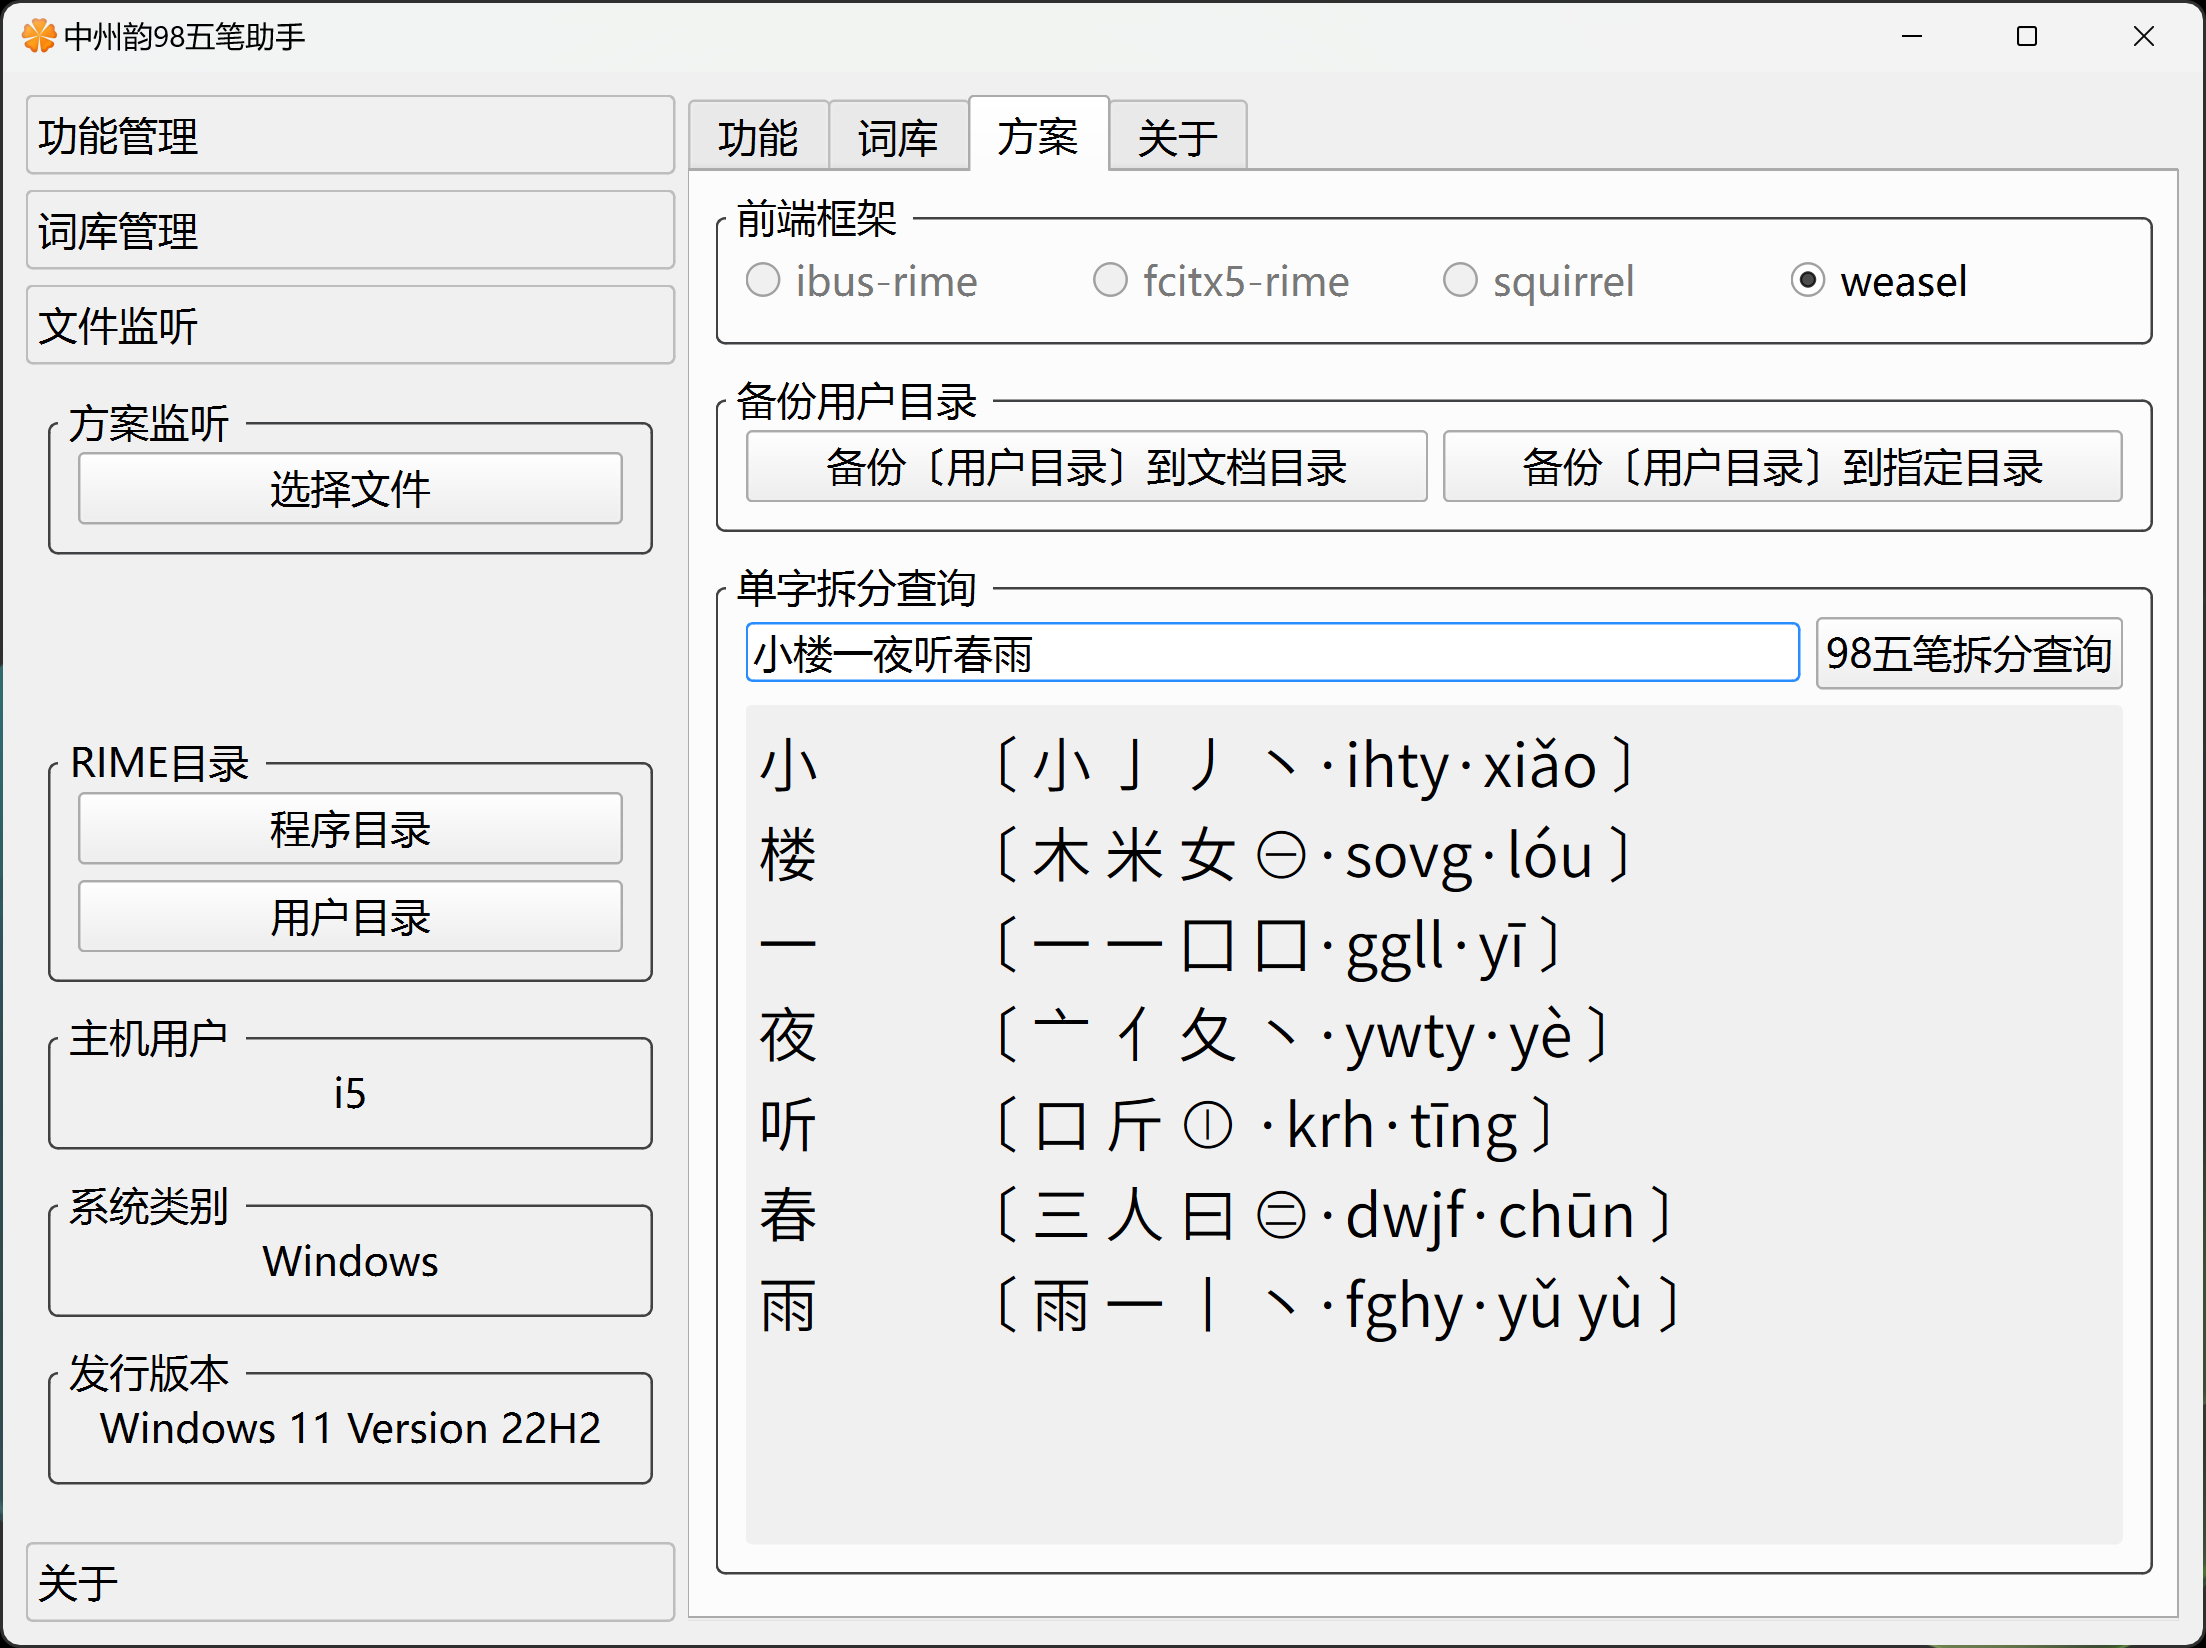 中州韵98五笔助手
功能管理
词库管理
文件监听
方案监听
选择文件
RIME目录
程序目录
用户目录
主机用户
i5
系统类别
Windows
发行版本
Windows 11 Version 22H2
关于
功能 词库 方案 关于
前端框架
ibus-rime fcitx5-rime squirrel weasel
备份用户目录
备份〔用户目录〕到文档目录 备份〔用户目录〕到指定目录
单字拆分查询
小楼一夜听春雨 98五笔拆分查询
小 〔 小 亅 丿 丶 · ihty · xiǎo 〕
楼 〔 木 米 女 ㊀ · sovg · lóu 〕
一 〔 一 一 囗 囗 · ggll · yī 〕
夜 〔 亠 亻 夂 丶 · ywty · yè 〕
听 〔 口 斤 ⦶ · krh · tīng 〕
春 〔 三 人 日 ㊁ · dwjf · chūn 〕
雨 〔 雨 一 丨 丶 · fghy · yǔ yù 〕